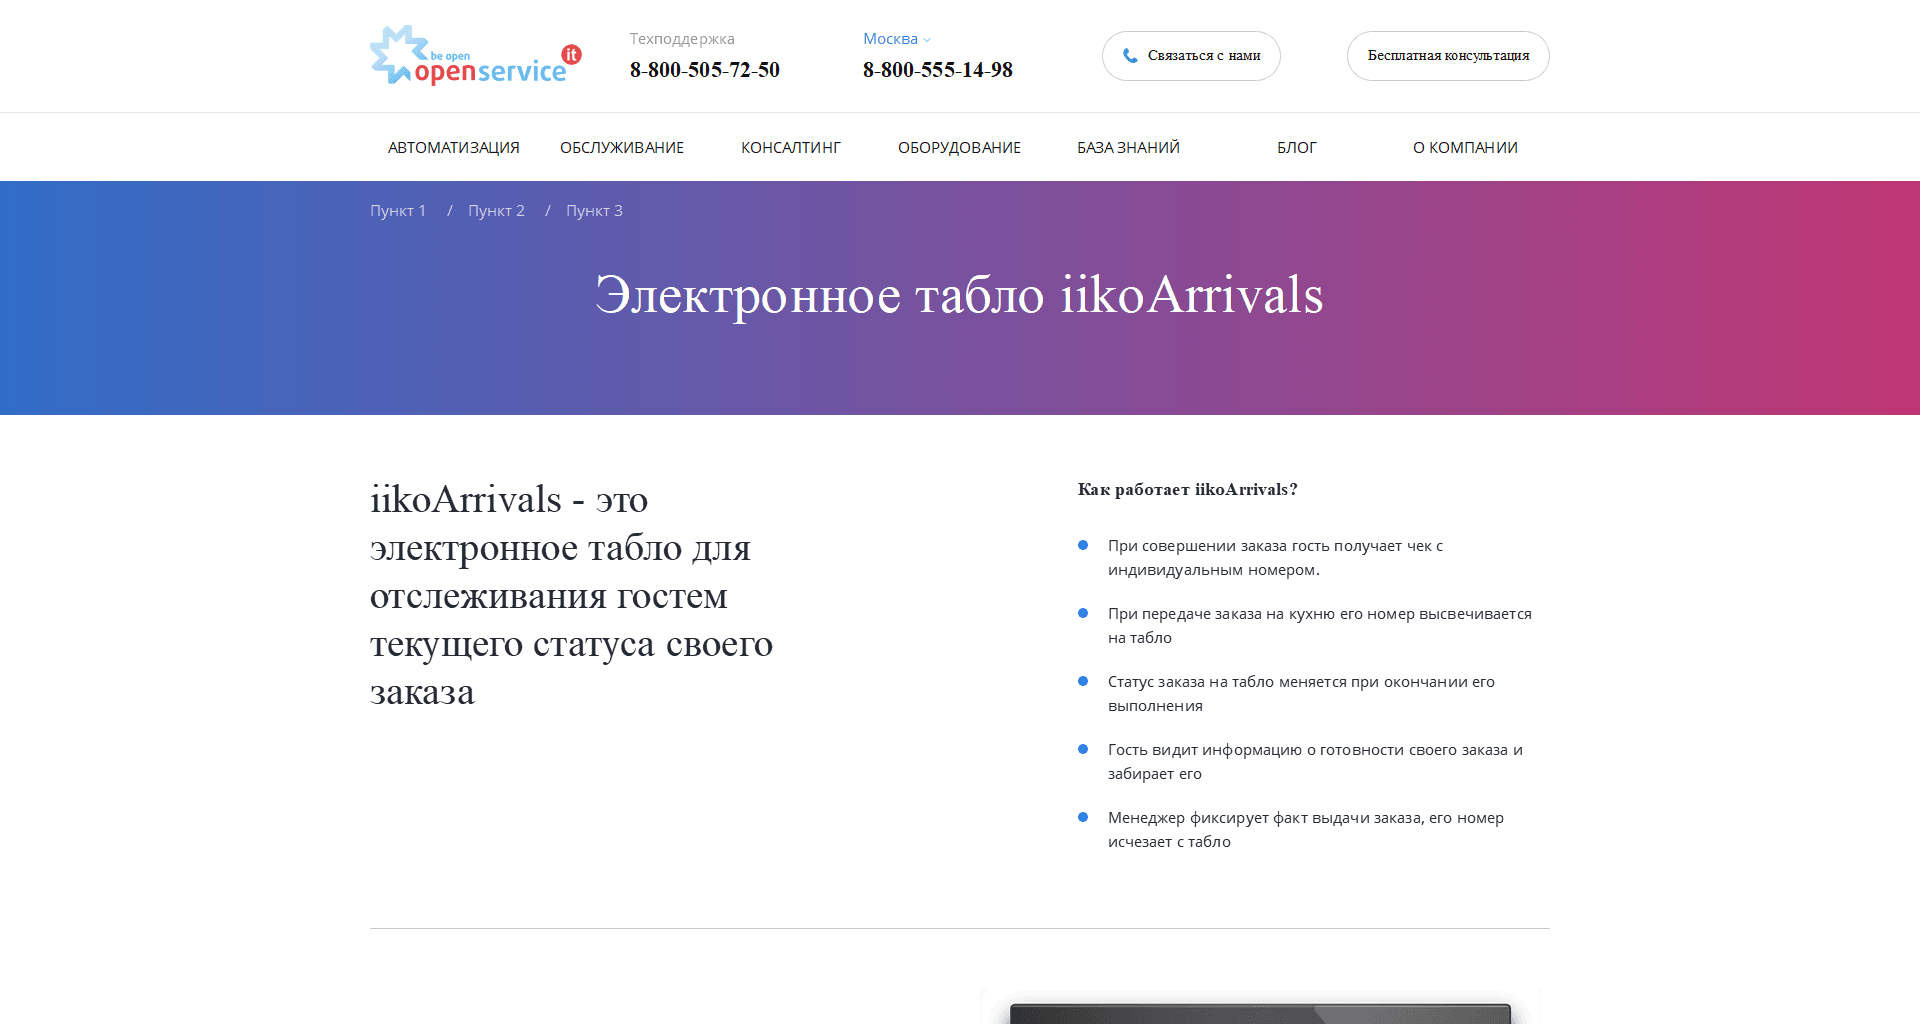 be open
openservice it
Техподдержка
8-800-505-72-50
Москва
8-800-555-14-98
Связаться с нами
Бесплатная консультация
АВТОМАТИЗАЦИЯ ОБСЛУЖИВАНИЕ КОНСАЛТИНГ ОБОРУДОВАНИЕ БАЗА ЗНАНИЙ БЛОГ О КОМПАНИИ
Пункт 1 / Пункт 2 / Пункт 3
Электронное табло iikoArrivals
iikoArrivals - это
электронное табло для
отслеживания гостем
текущего статуса своего
заказа
Как работает iikoArrivals?
При совершении заказа гость получает чек с
индивидуальным номером.
При передаче заказа на кухню его номер высвечивается
на табло
Статус заказа на табло меняется при окончании его
выполнения
Гость видит информацию о готовности своего заказа и
забирает его
Менеджер фиксирует факт выдачи заказа, его номер
исчезает с табло